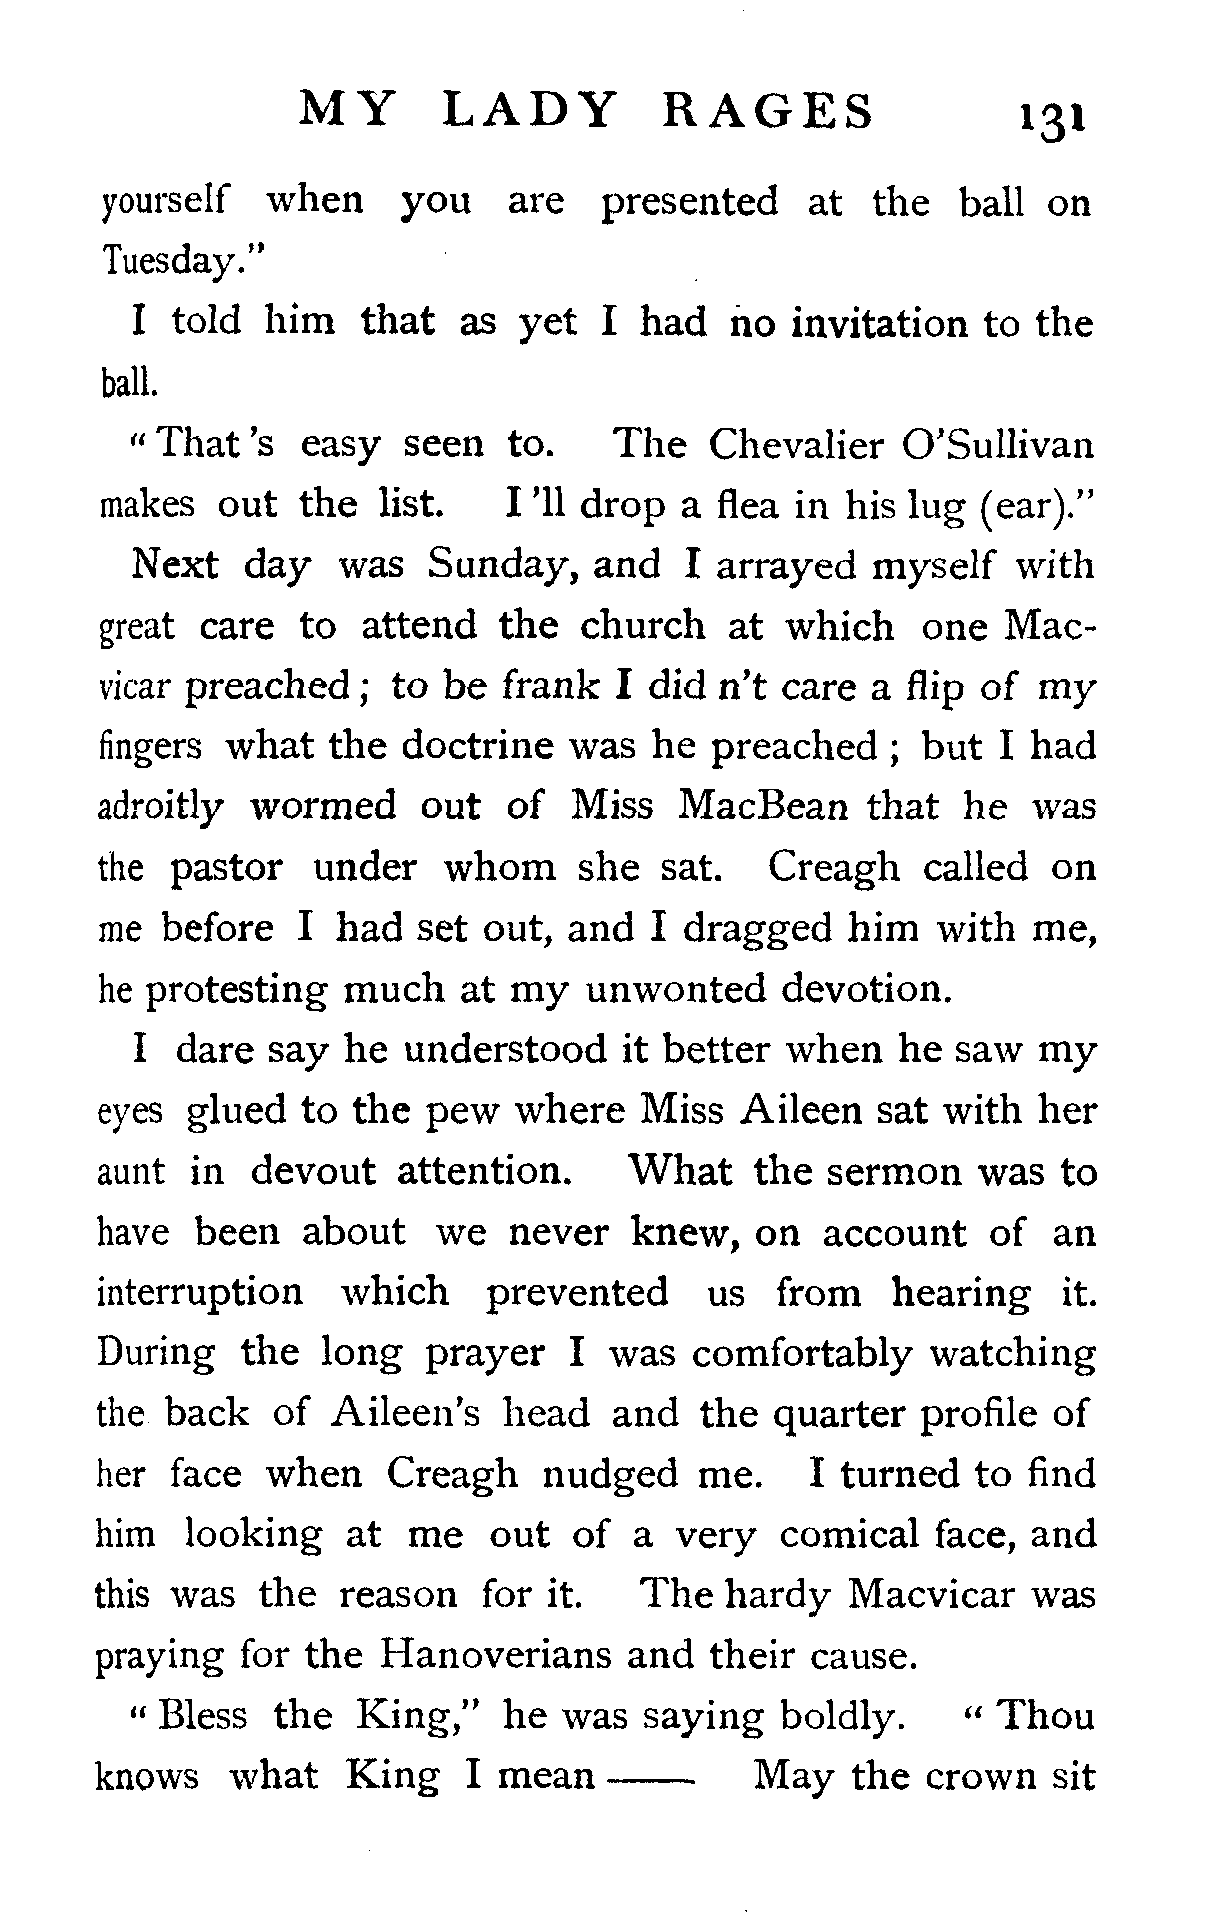 MY LADY RAGES 131
yourself when you are presented at the ball on
Tuesday."
I told him that as yet I had no invitation to the
ball.
"That 's easy seen to. The Chevalier O'Sullivan
makes out the list. I 'll drop a flea in his lug (ear)."
Next day was Sunday, and I arrayed myself with
great care to attend the church at which one Mac-
vicar preached; to be frank I did n't care a flip of my
fingers what the doctrine was he preached; but I had
adroitly wormed out of Miss MacBean that he was
the pastor under whom she sat. Creagh called on
me before I had set out, and I dragged him with me,
he protesting much at my unwonted devotion.
I dare say he understood it better when he saw my
eyes glued to the pew where Miss Aileen sat with her
aunt in devout attention. What the sermon was to
have been about we never knew, on account of an
interruption which prevented us from hearing it.
During the long prayer I was comfortably watching
the back of Aileen's head and the quarter profile of
her face when Creagh nudged me. I turned to find
him looking at me out of a very comical face, and
this was the reason for it. The hardy Macvicar was
praying for the Hanoverians and their cause.
"Bless the King," he was saying boldly. "Thou
knows what King I mean —— May the crown sit